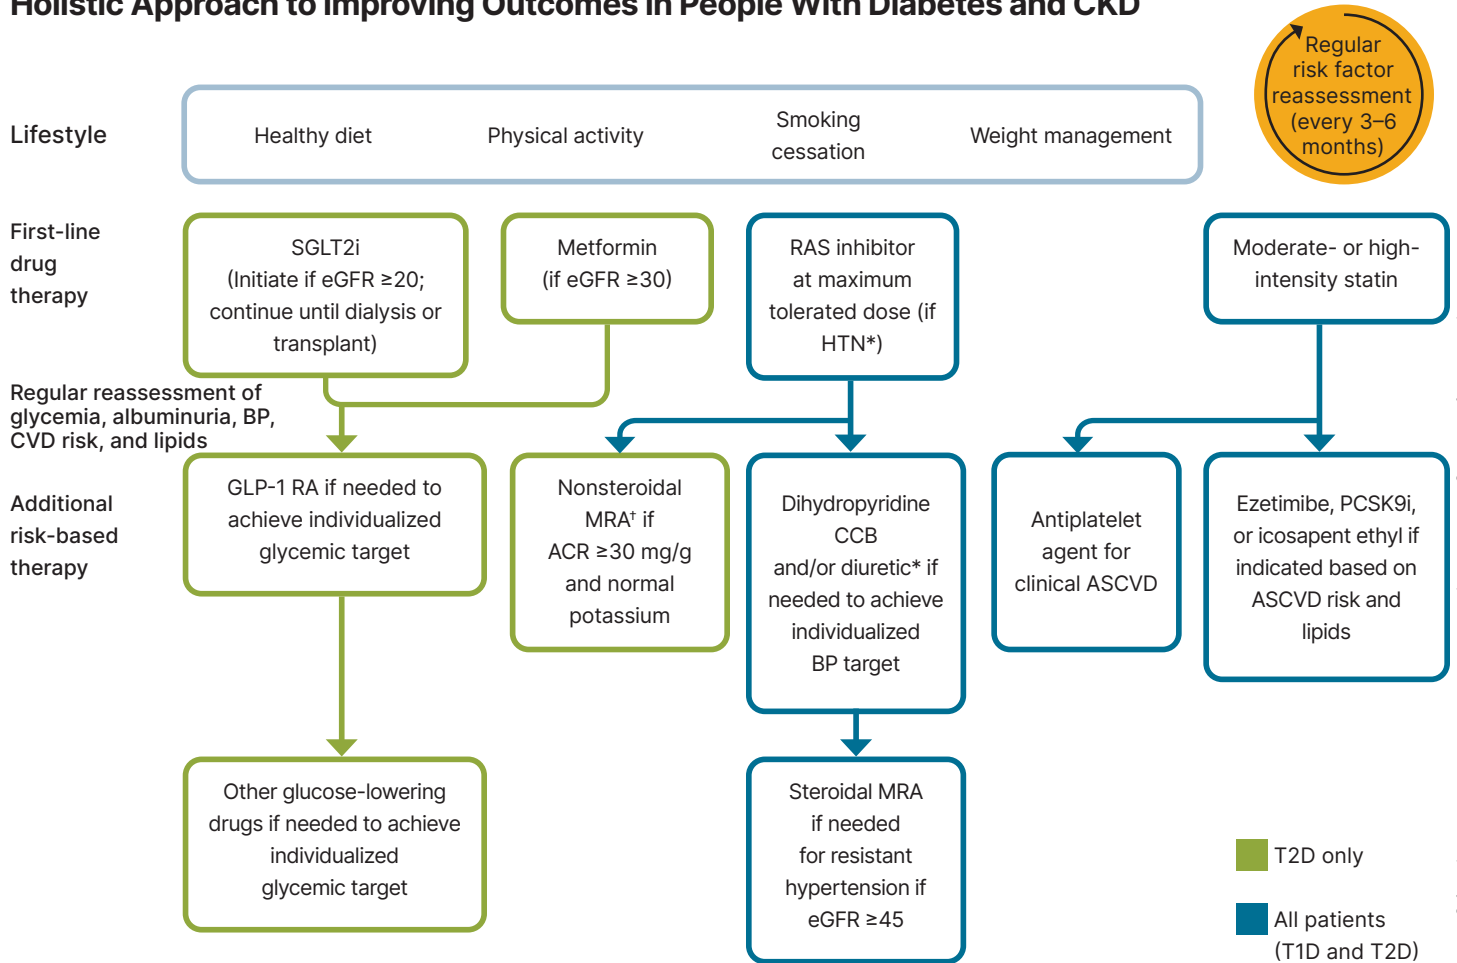 Holistic Approach to Improving Outcomes in People With Diabetes and CKD
Regular
risk factor
reassessment
(every 3–6
months)
Lifestyle
Healthy diet
Physical activity
Smoking
cessation
Weight management
First-line
drug
therapy
SGLT2i
(Initiate if eGFR ≥20;
continue until dialysis or
transplant)
Metformin
(if eGFR ≥30)
RAS inhibitor
at maximum
tolerated dose (if
HTN*)
Moderate- or high-
intensity statin
Regular reassessment of
glycemia, albuminuria, BP,
CVD risk, and lipids
Additional
risk-based
therapy
GLP-1 RA if needed to
achieve individualized
glycemic target
Nonsteroidal
MRA† if
ACR ≥30 mg/g
and normal
potassium
Dihydropyridine
CCB
and/or diuretic* if
needed to achieve
individualized
BP target
Antiplatelet
agent for
clinical ASCVD
Ezetimibe, PCSK9i,
or icosapent ethyl if
indicated based on
ASCVD risk and
lipids
Other glucose-lowering
drugs if needed to achieve
individualized
glycemic target
Steroidal MRA
if needed
for resistant
hypertension if
eGFR ≥45
T2D only
All patients
(T1D and T2D)